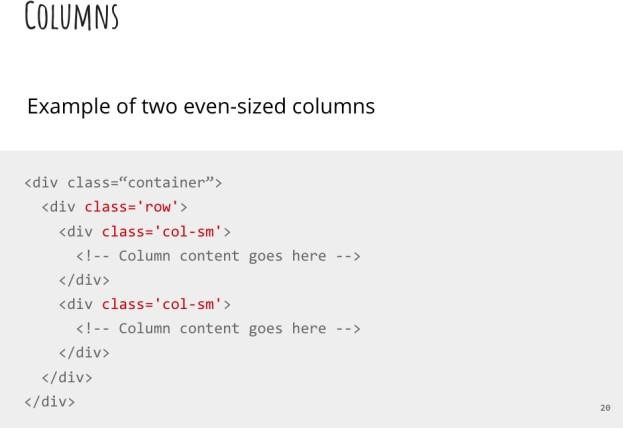 Columns
Example of two even-sized columns
<div class=“container”>
<div class='row'>
<div class='col-sm'>
<!-- Column content goes here -->
</div>
<div class='col-sm'>
<!-- Column content goes here -->
</div>
</div>
</div>
20